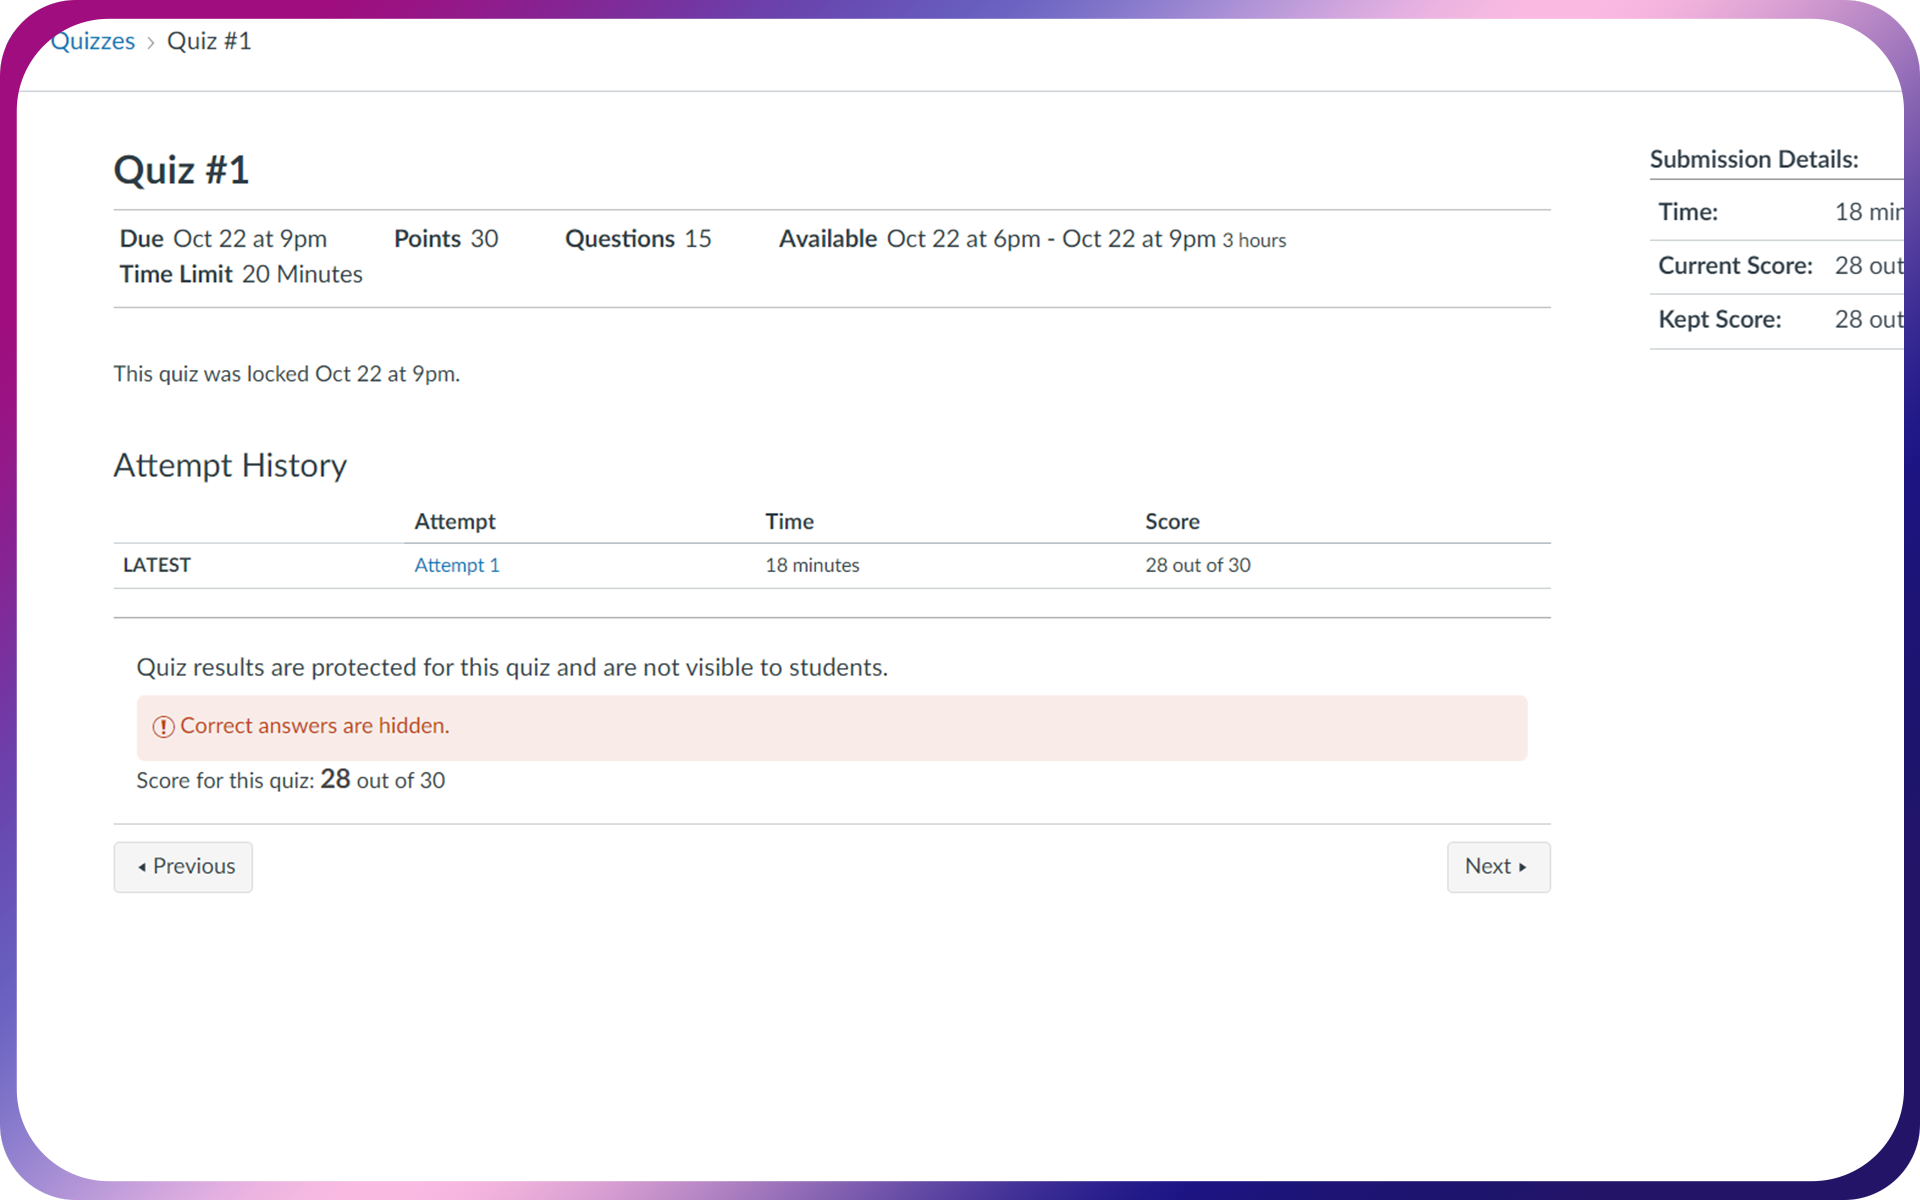 Quizzes › Quiz #1
Quiz #1
Due Oct 22 at 9pm Points 30 Questions 15 Available Oct 22 at 6pm - Oct 22 at 9pm 3 hours
Time Limit 20 Minutes
This quiz was locked Oct 22 at 9pm.
Attempt History
Attempt Time Score
LATEST Attempt 1 18 minutes 28 out of 30
Quiz results are protected for this quiz and are not visible to students.
Correct answers are hidden.
Score for this quiz: 28 out of 30
Previous
Next
Submission Details:
Time: 18 min
Current Score: 28 out
Kept Score: 28 out